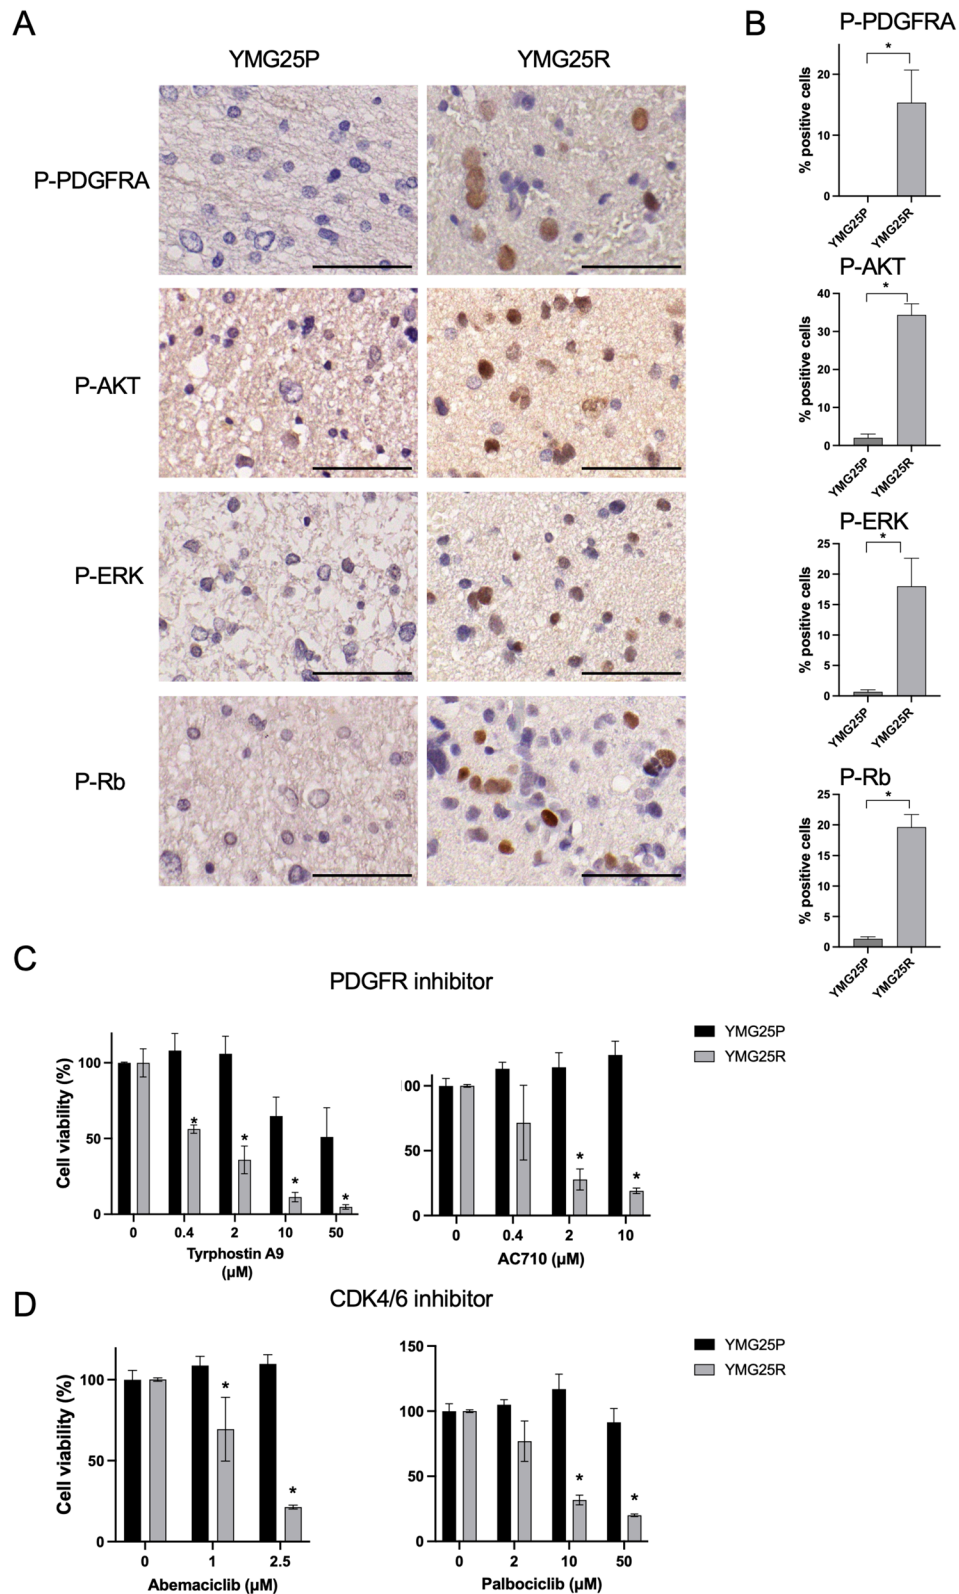 A
B
YMG25P
YMG25R
P-PDGFRA
P-AKT
P-ERK
P-Rb
P-PDGFRA
% positive cells
20
10
0
*
YMG25P
YMG25R
P-AKT
% positive cells
40
30
20
10
0
*
YMG25P
YMG25R
P-ERK
% positive cells
25
20
15
10
5
0
*
YMG25P
YMG25R
P-Rb
% positive cells
25
20
15
10
5
0
*
YMG25P
YMG25R
C
PDGFR inhibitor
YMG25P
YMG25R
Cell viability (%)
100
50
0
* * * *
0 0.4 2 10 50
Tyrphostin A9
(µM)
00
50
0
* *
0 0.4 2 10
AC710 (µM)
D
CDK4/6 inhibitor
YMG25P
YMG25R
Cell viability (%)
100
50
0
* *
0 1 2.5
Abemaciclib (µM)
150
100
50
0
* *
0 2 10 50
Palbociclib (µM)